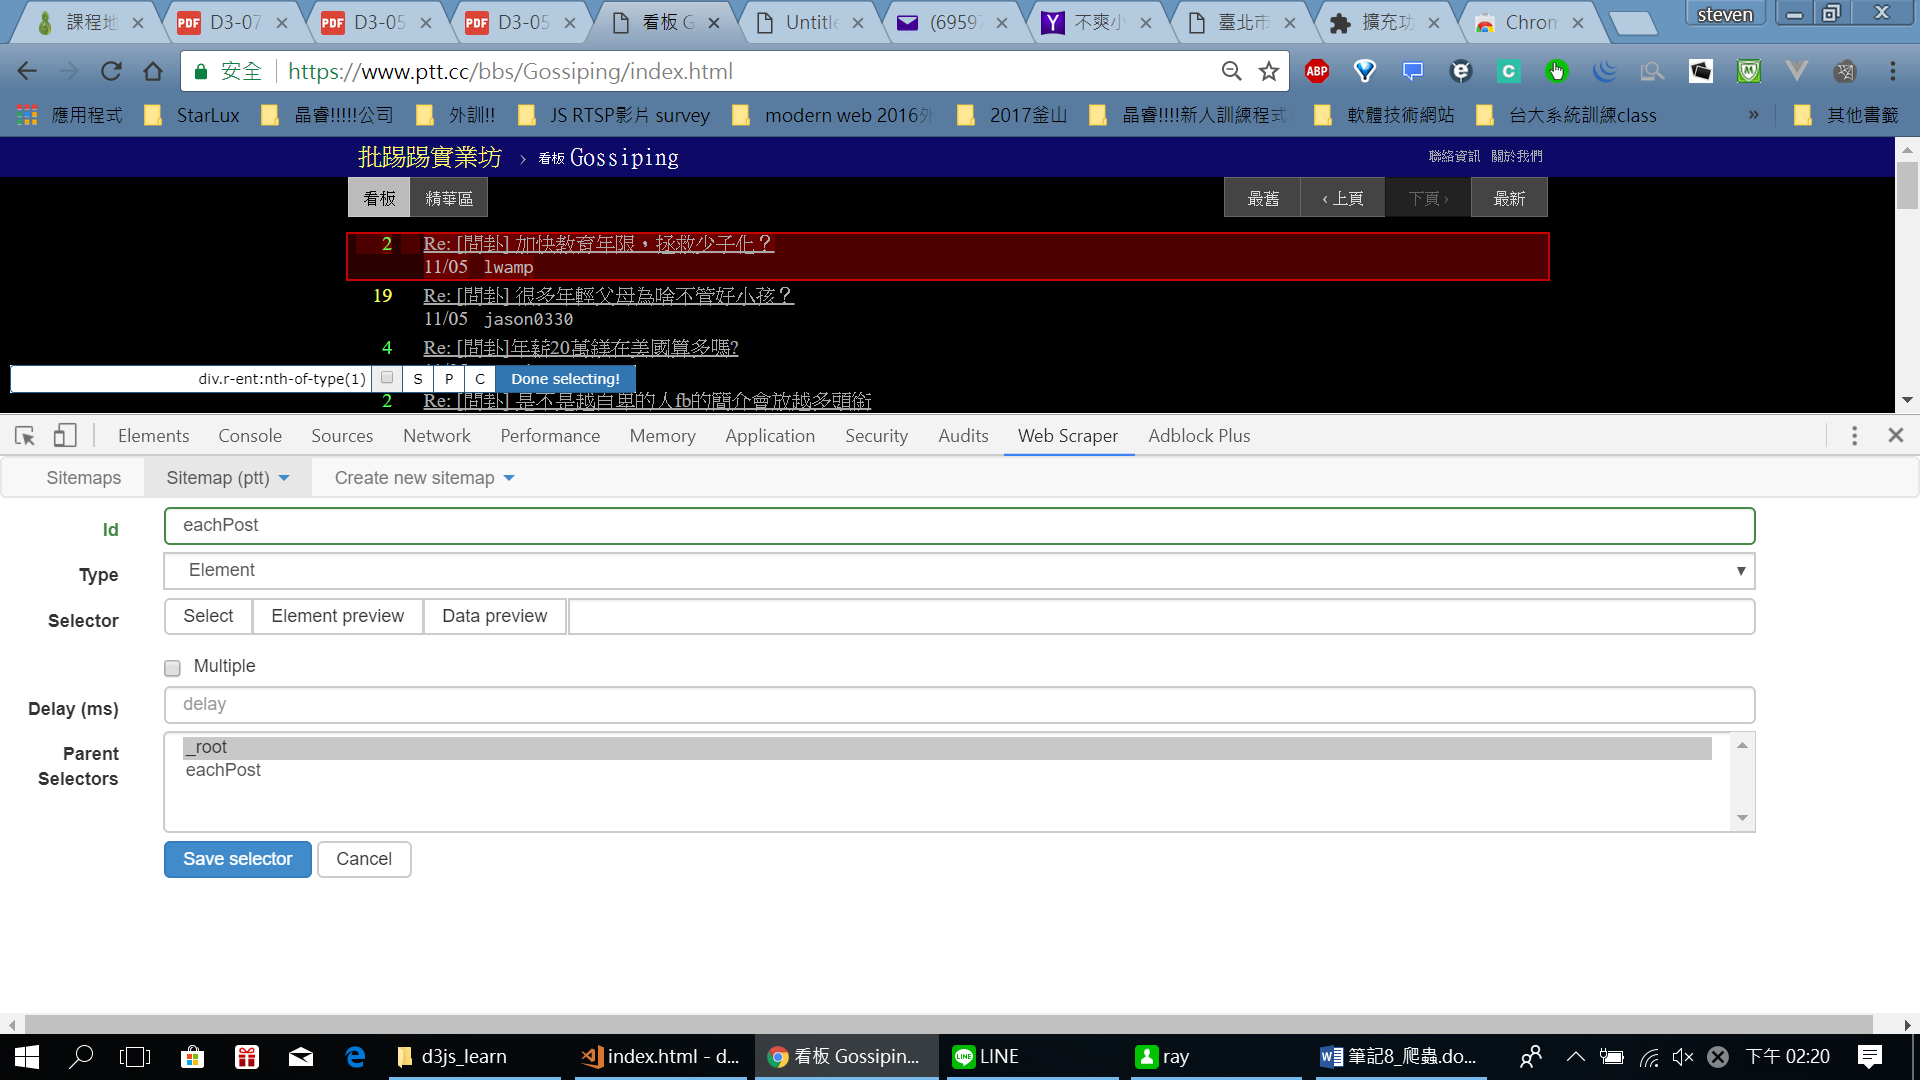 課程地
PDF D3-07
PDF D3-05
PDF D3-05
看板 G
Untitle
(6959
不爽小
臺北市
擴充功
Chrom
steven
安全 https://www.ptt.cc/bbs/Gossiping/index.html
ABP
應用程式 StarLux 晶睿!!!!!公司 外訓!! JS RTSP影片 survey modern web 2016外 2017釜山 晶睿!!!!新人訓練程式 軟體技術網站 台大系統訓練class » 其他書籤
批踢踢實業坊 › 看板 Gossiping 聯絡資訊 關於我們
看板 精華區 最舊 ‹ 上頁 下頁 › 最新
2 Re: [問卦] 加快教育年限，拯救少子化？
11/05 lwamp
19 Re: [問卦] 很多年輕父母為啥不管好小孩？
11/05 jason0330
4 Re: [問卦]年薪20萬鎂在美國算多嗎?
div.r-ent:nth-of-type(1) S P C Done selecting!
2 Re: [問卦] 是不是越自卑的人fb的簡介會放越多頭銜
Elements Console Sources Network Performance Memory Application Security Audits Web Scraper Adblock Plus
Sitemaps Sitemap (ptt) Create new sitemap
Id eachPost
Type Element
Selector Select Element preview Data preview
Multiple
Delay (ms) delay
Parent Selectors _root
eachPost
Save selector Cancel
d3js_learn index.html - d... 看板 Gossipin... LINE ray 筆記8_爬蟲.do... 下午 02:20